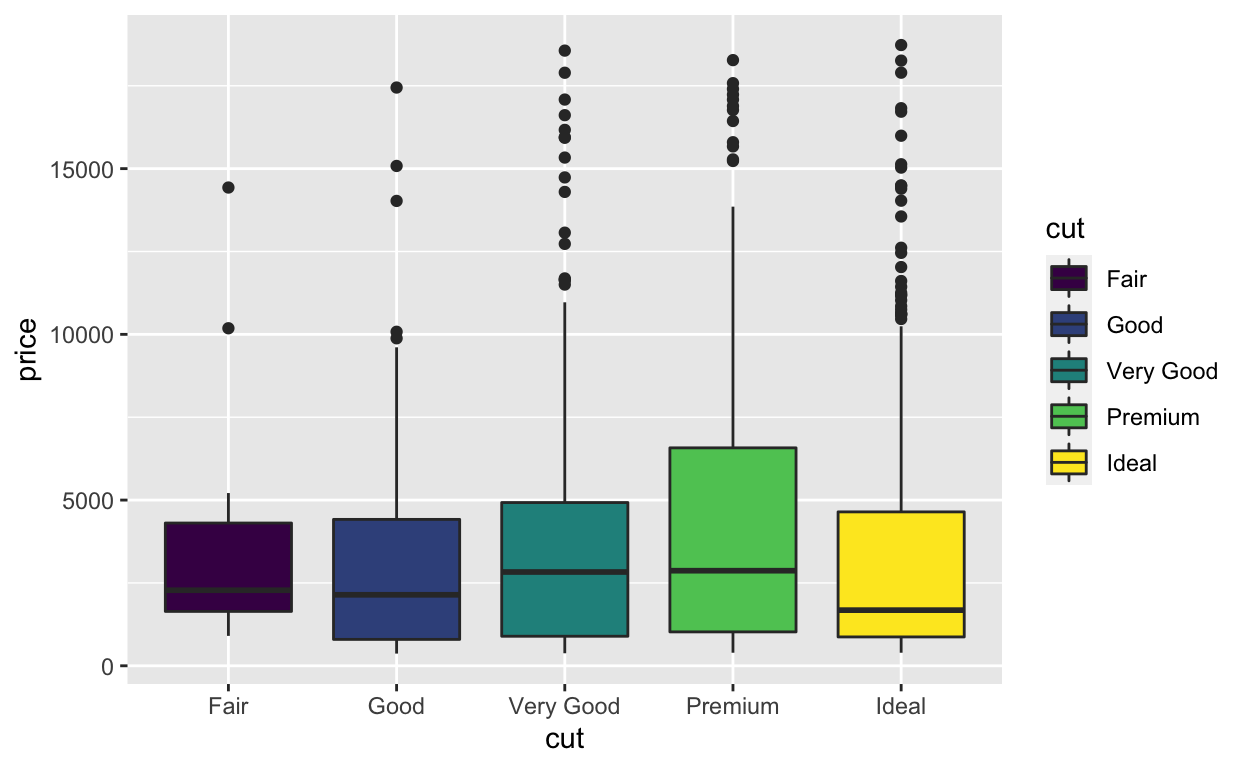 price
15000
10000
5000
0
Fair Good Very Good Premium Ideal
cut
cut
Fair
Good
Very Good
Premium
Ideal